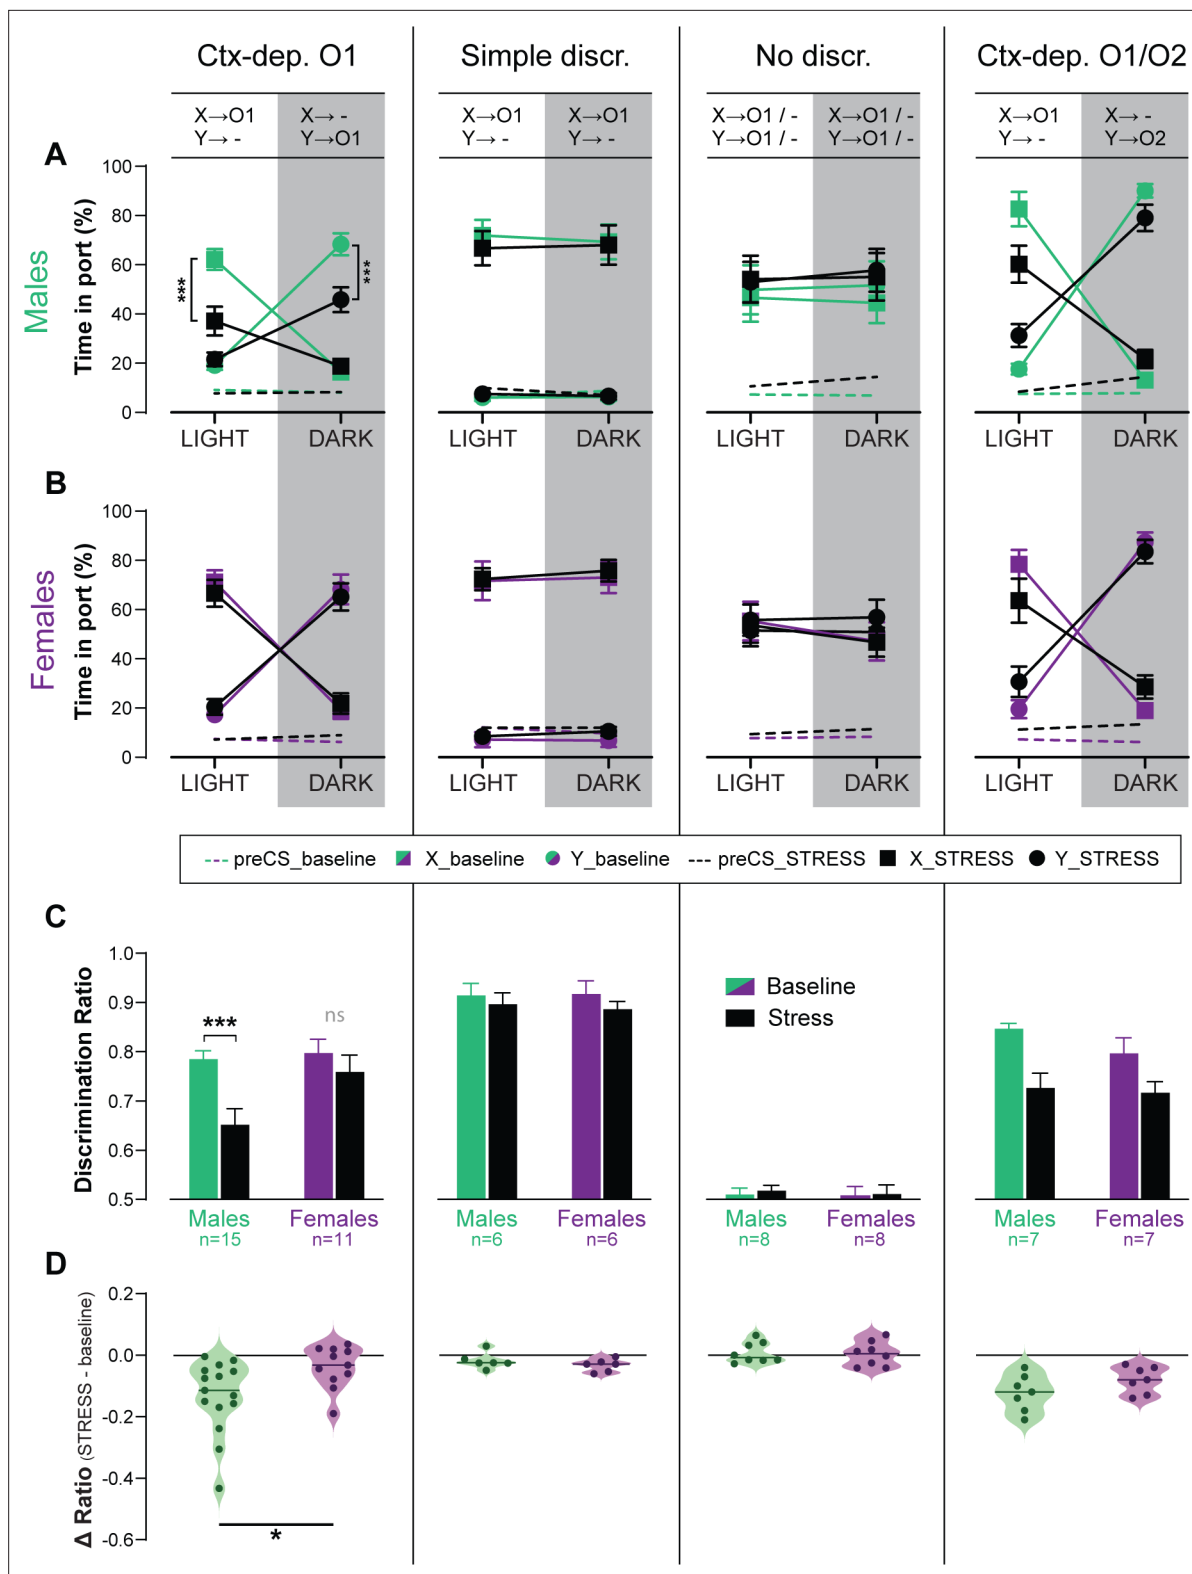 Ctx-dep. O1 Simple discr. No discr. Ctx-dep. O1/O2
X→O1 X→ - X→O1 X→O1 X→O1 / - X→O1 / - X→O1 X→ -
Y→ - Y→O1 Y→ - Y→ - Y→O1 / - Y→O1 / - Y→ - Y→O2
A
Males
Time in port (%)
100
80
60
40
20
0
***
***
LIGHT DARK LIGHT DARK LIGHT DARK LIGHT DARK
B
Females
Time in port (%)
100
80
60
40
20
0
LIGHT DARK LIGHT DARK LIGHT DARK LIGHT DARK
preCS_baseline X_baseline Y_baseline preCS_STRESS X_STRESS Y_STRESS
C
Discrimination Ratio
1.0
0.9
0.8
0.7
0.6
0.5
***
ns
Baseline
Stress
Males Females Males Females Males Females Males Females
n=15 n=11 n=6 n=6 n=8 n=8 n=7 n=7
D
Δ Ratio (STRESS - baseline)
0.2
0.0
-0.2
-0.4
-0.6
*